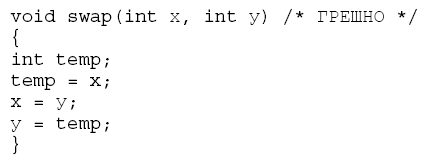 void swap(int x, int y) /* ГРЕШНО */
{
int temp;
temp = x;
x = y;
y = temp;
}